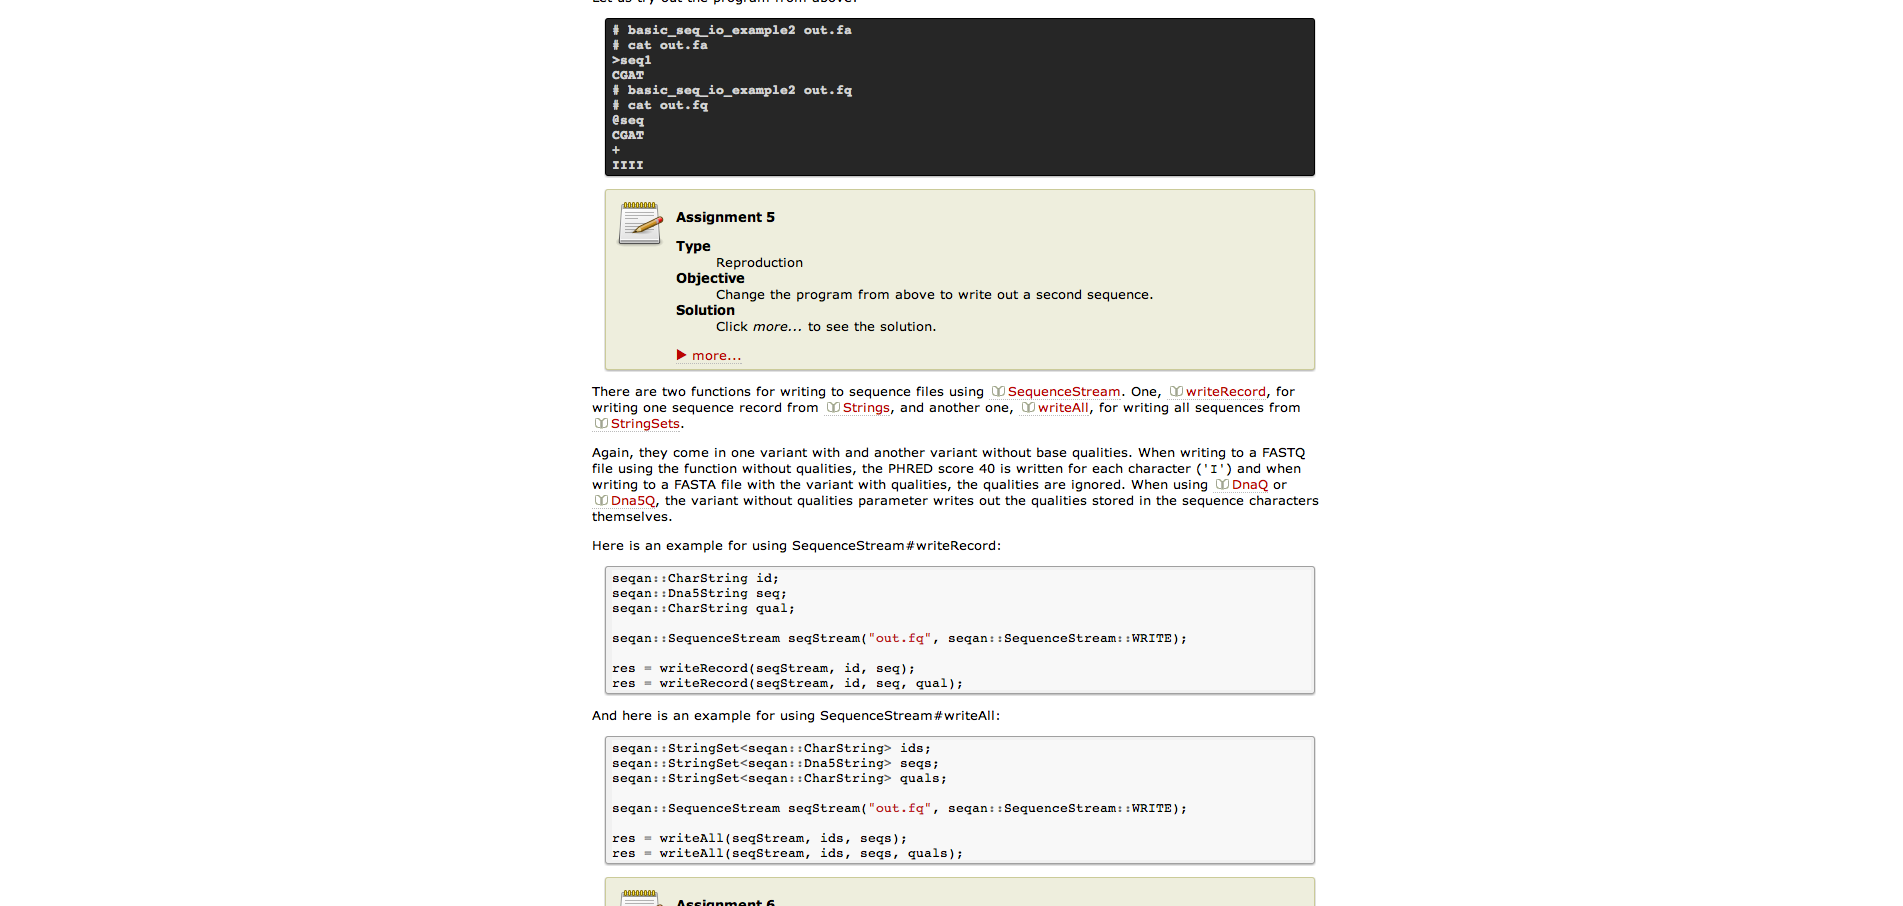 Let us try out the program from above.
# basic_seq_io_example2 out.fa
# cat out.fa
>seq1
CGAT
# basic_seq_io_example2 out.fq
# cat out.fq
@seq
CGAT
+
IIII
Assignment 5
Type
Reproduction
Objective
Change the program from above to write out a second sequence.
Solution
Click more... to see the solution.
more...
There are two functions for writing to sequence files using SequenceStream. One, writeRecord, for
writing one sequence record from Strings, and another one, writeAll, for writing all sequences from
StringSets.
Again, they come in one variant with and another variant without base qualities. When writing to a FASTQ
file using the function without qualities, the PHRED score 40 is written for each character ('I') and when
writing to a FASTA file with the variant with qualities, the qualities are ignored. When using DnaQ or
Dna5Q, the variant without qualities parameter writes out the qualities stored in the sequence characters
themselves.
Here is an example for using SequenceStream#writeRecord:
seqan::CharString id;
seqan::Dna5String seq;
seqan::CharString qual;
seqan::SequenceStream seqStream("out.fq", seqan::SequenceStream::WRITE);
res = writeRecord(seqStream, id, seq);
res = writeRecord(seqStream, id, seq, qual);
And here is an example for using SequenceStream#writeAll:
seqan::StringSet<seqan::CharString> ids;
seqan::StringSet<seqan::Dna5String> seqs;
seqan::StringSet<seqan::CharString> quals;
seqan::SequenceStream seqStream("out.fq", seqan::SequenceStream::WRITE);
res = writeAll(seqStream, ids, seqs);
res = writeAll(seqStream, ids, seqs, quals);
Assignment 6